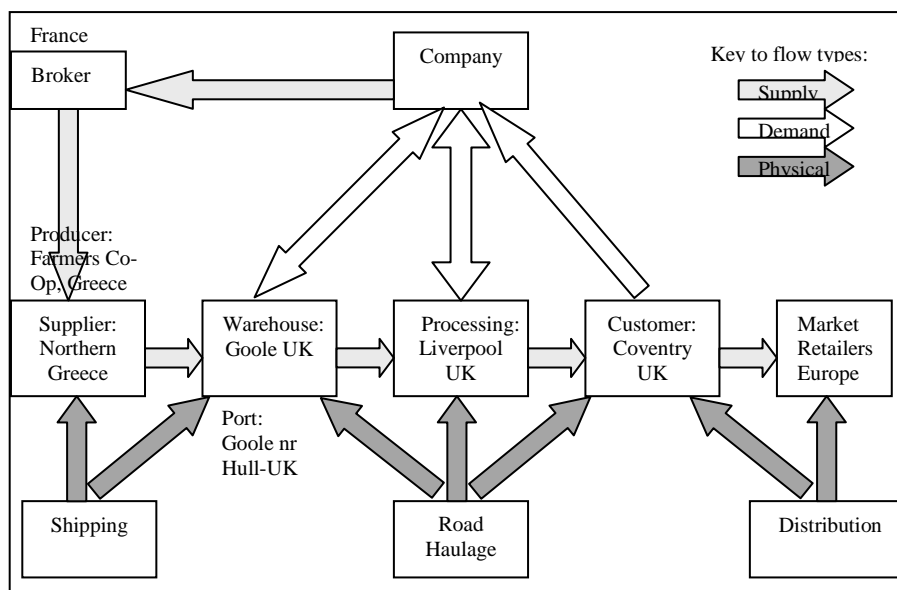 France
Broker
Company
Key to flow types:
Supply
Demand
Physical
Producer:
Farmers Co-
Op, Greece
Supplier:
Northern
Greece
Warehouse:
Goole UK
Processing:
Liverpool
UK
Customer:
Coventry
UK
Market
Retailers
Europe
Port:
Goole nr
Hull-UK
Shipping
Road
Haulage
Distribution